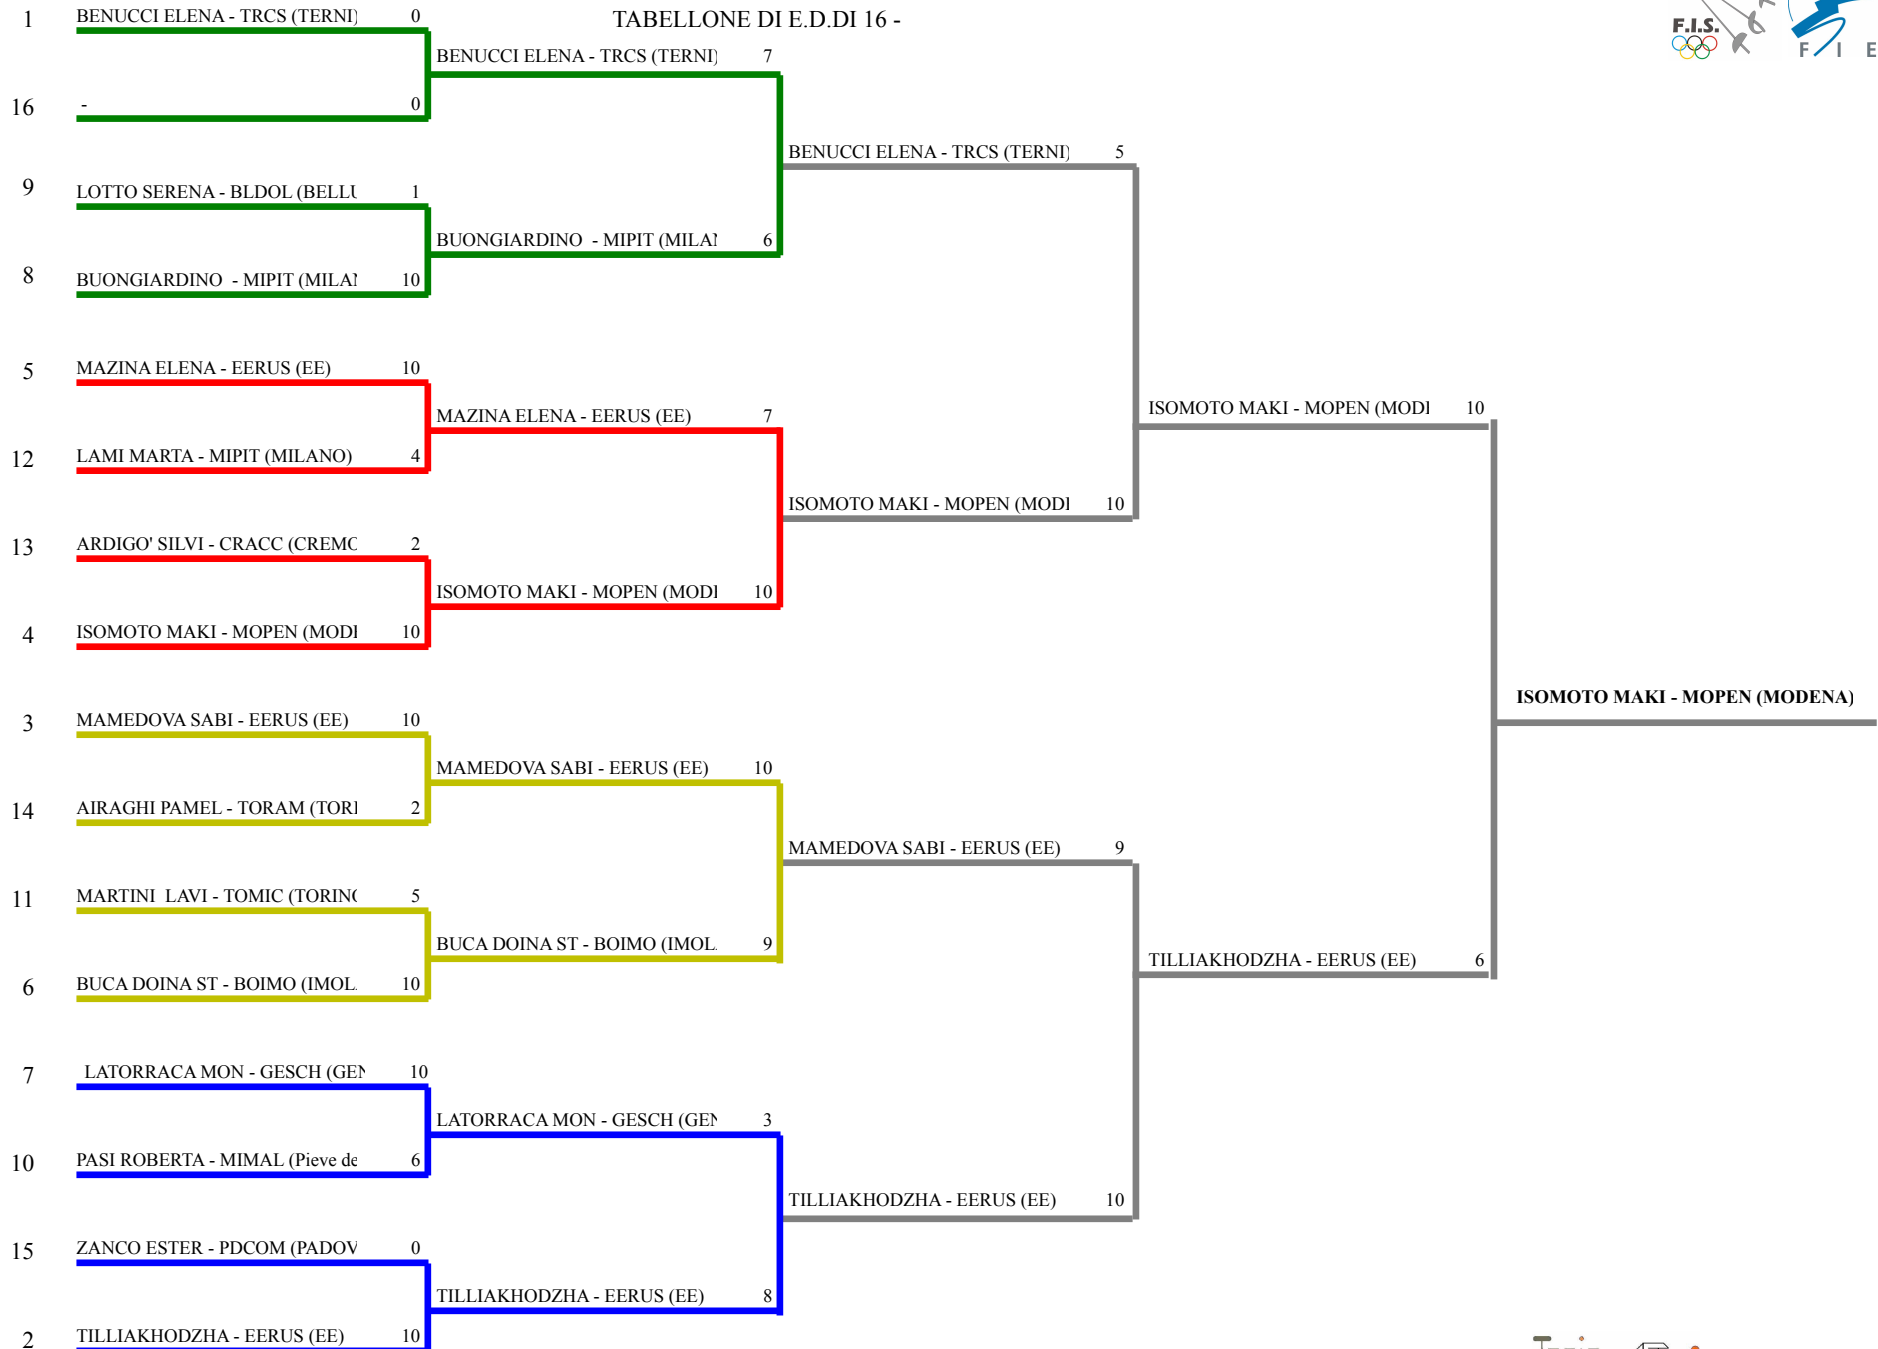 TABELLONE DI E.D.DI 16 -
F.I.S.
F I E
1 BENUCCI ELENA - TRCS (TERNI) 0
BENUCCI ELENA - TRCS (TERNI) 7
16 - 0
BENUCCI ELENA - TRCS (TERNI) 5
9 LOTTO SERENA - BLDOL (BELLU 1
BUONGIARDINO - MIPIT (MILAN 6
8 BUONGIARDINO - MIPIT (MILAN 10
5 MAZINA ELENA - EERUS (EE) 10
ISOMOTO MAKI - MOPEN (MODE 10
MAZINA ELENA - EERUS (EE) 7
12 LAMI MARTA - MIPIT (MILANO) 4
ISOMOTO MAKI - MOPEN (MODE 10
13 ARDIGO' SILVI - CRACC (CREMO 2
ISOMOTO MAKI - MOPEN (MODE 10
4 ISOMOTO MAKI - MOPEN (MODE 10
ISOMOTO MAKI - MOPEN (MODENA)
3 MAMEDOVA SABI - EERUS (EE) 10
MAMEDOVA SABI - EERUS (EE) 10
14 AIRAGHI PAMEL - TORAM (TORI 2
MAMEDOVA SABI - EERUS (EE) 9
11 MARTINI LAVI - TOMIC (TORINO 5
BUCA DOINA ST - BOIMO (IMOL 9
TILLIAKHODZHA - EERUS (EE) 6
6 BUCA DOINA ST - BOIMO (IMOL 10
7 LATORRACA MON - GESCH (GEN 10
LATORRACA MON - GESCH (GEN 3
10 PASI ROBERTA - MIMAL (Pieve de 6
TILLIAKHODZHA - EERUS (EE) 10
15 ZANCO ESTER - PDCOM (PADOV 0
TILLIAKHODZHA - EERUS (EE) 8
2 TILLIAKHODZHA - EERUS (EE) 10